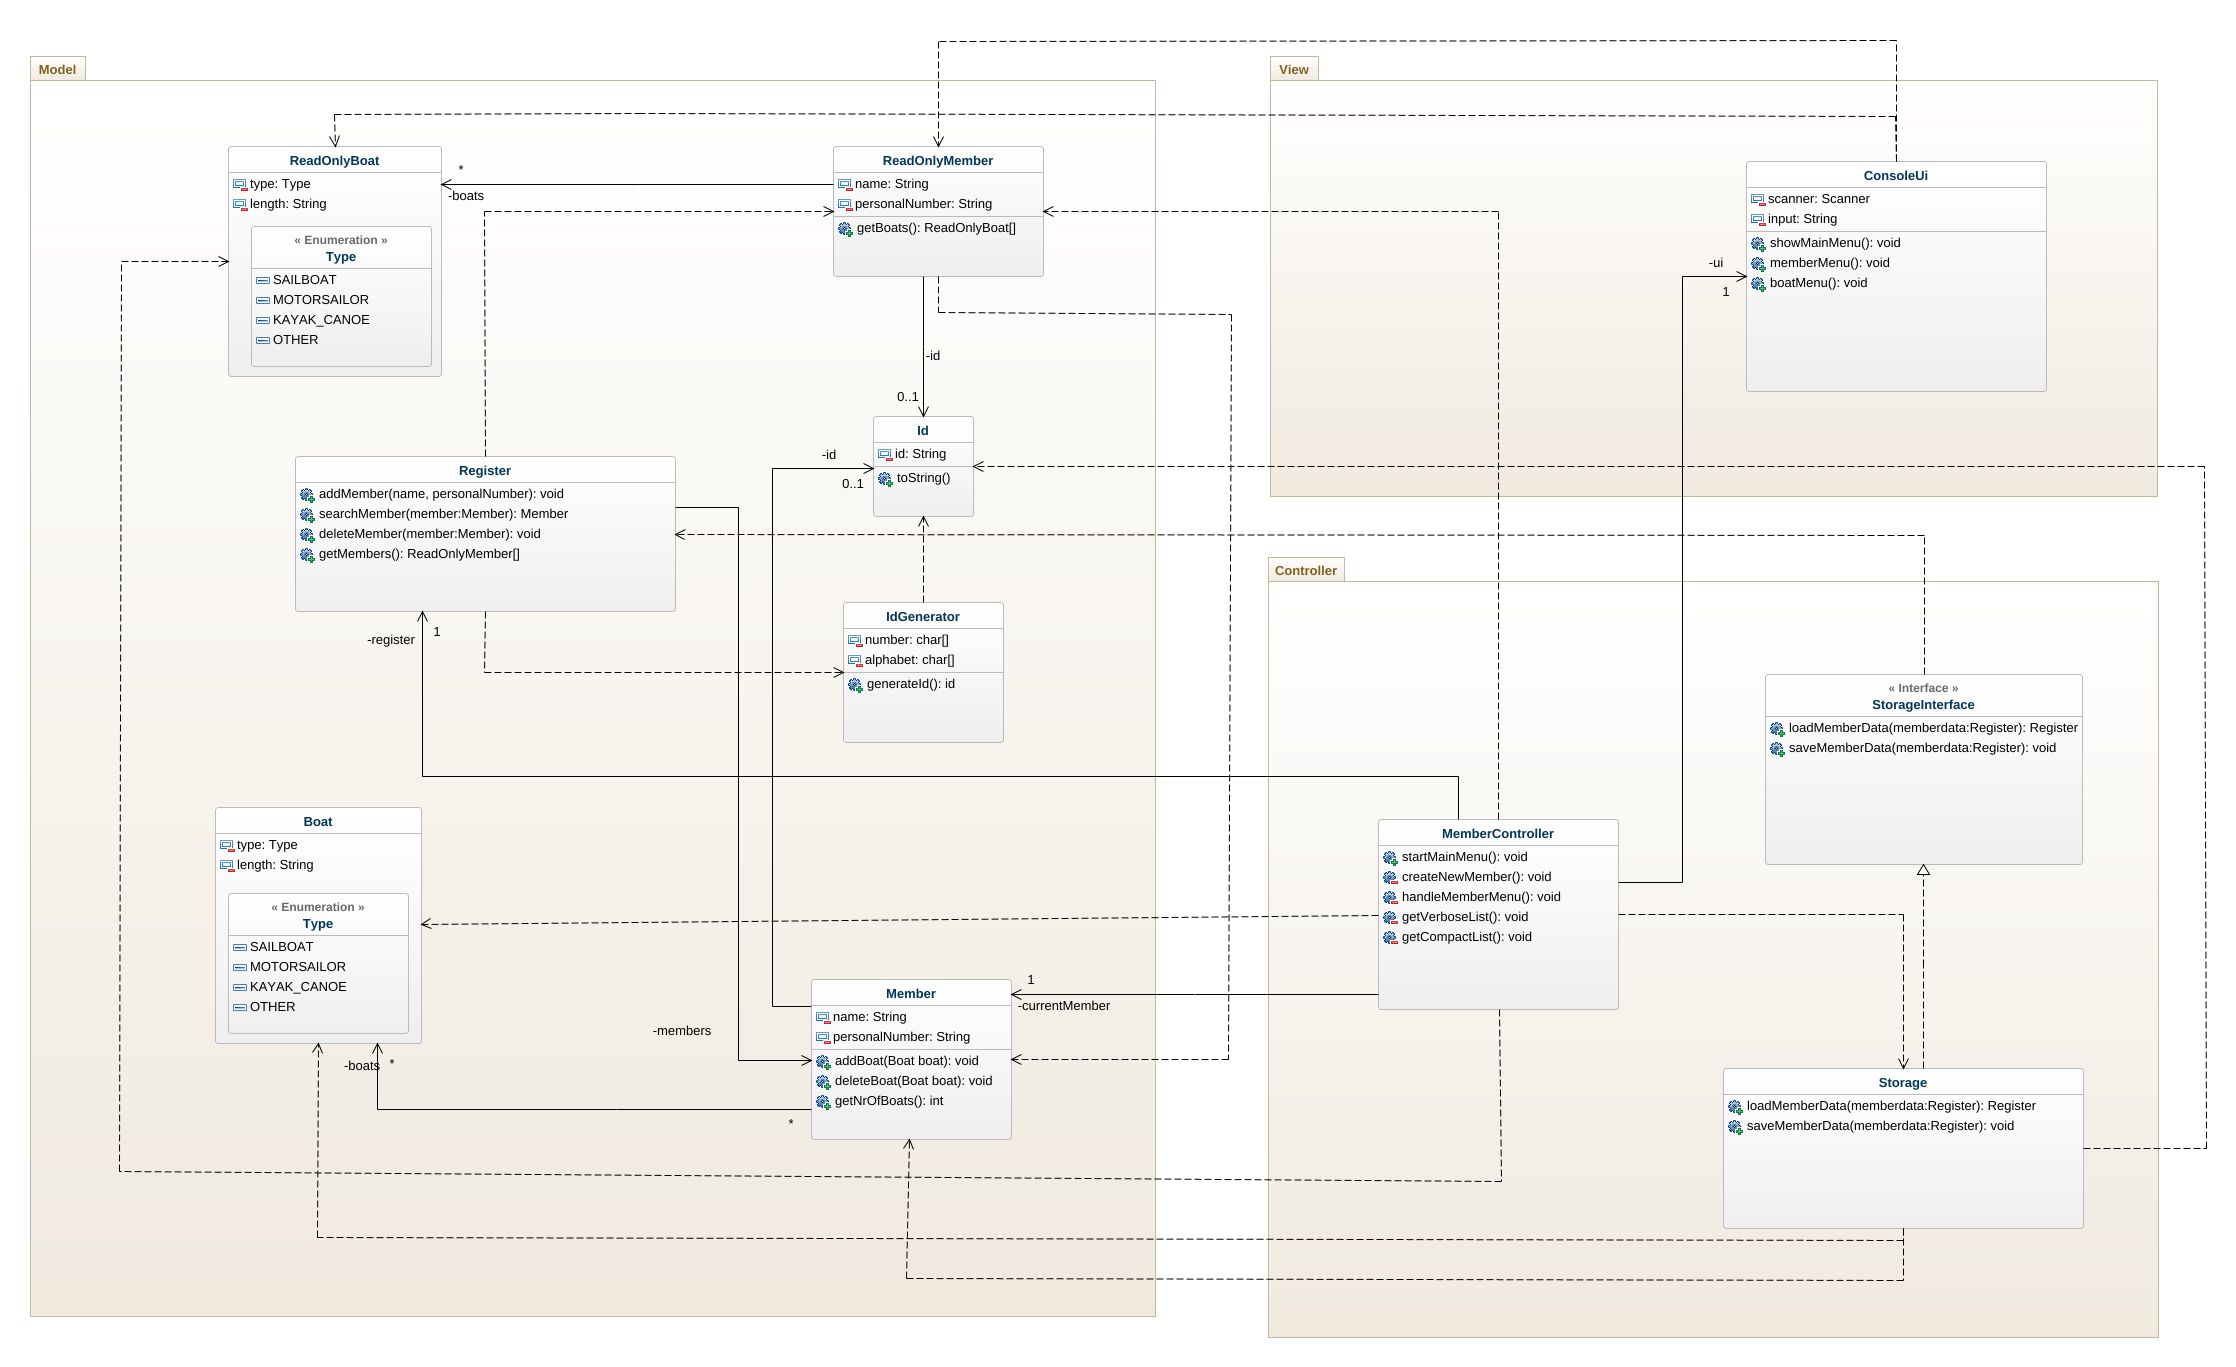 Model
View
ReadOnlyBoat
type: Type
length: String
« Enumeration »
Type
SAILBOAT
MOTORSAILOR
KAYAK_CANOE
OTHER
*
-boats
ReadOnlyMember
name: String
personalNumber: String
getBoats(): ReadOnlyBoat[]
ConsoleUi
scanner: Scanner
input: String
showMainMenu(): void
memberMenu(): void
boatMenu(): void
-ui
1
-id
0..1
Id
id: String
toString()
-id
0..1
Register
addMember(name, personalNumber): void
searchMember(member:Member): Member
deleteMember(member:Member): void
getMembers(): ReadOnlyMember[]
-register
1
IdGenerator
number: char[]
alphabet: char[]
generateId(): id
Controller
« Interface »
StorageInterface
loadMemberData(memberdata:Register): Register
saveMemberData(memberdata:Register): void
Boat
type: Type
length: String
« Enumeration »
Type
SAILBOAT
MOTORSAILOR
KAYAK_CANOE
OTHER
-boats
*
MemberController
startMainMenu(): void
createNewMember(): void
handleMemberMenu(): void
getVerboseList(): void
getCompactList(): void
1
-currentMember
-members
Member
name: String
personalNumber: String
addBoat(Boat boat): void
deleteBoat(Boat boat): void
getNrOfBoats(): int
*
Storage
loadMemberData(memberdata:Register): Register
saveMemberData(memberdata:Register): void